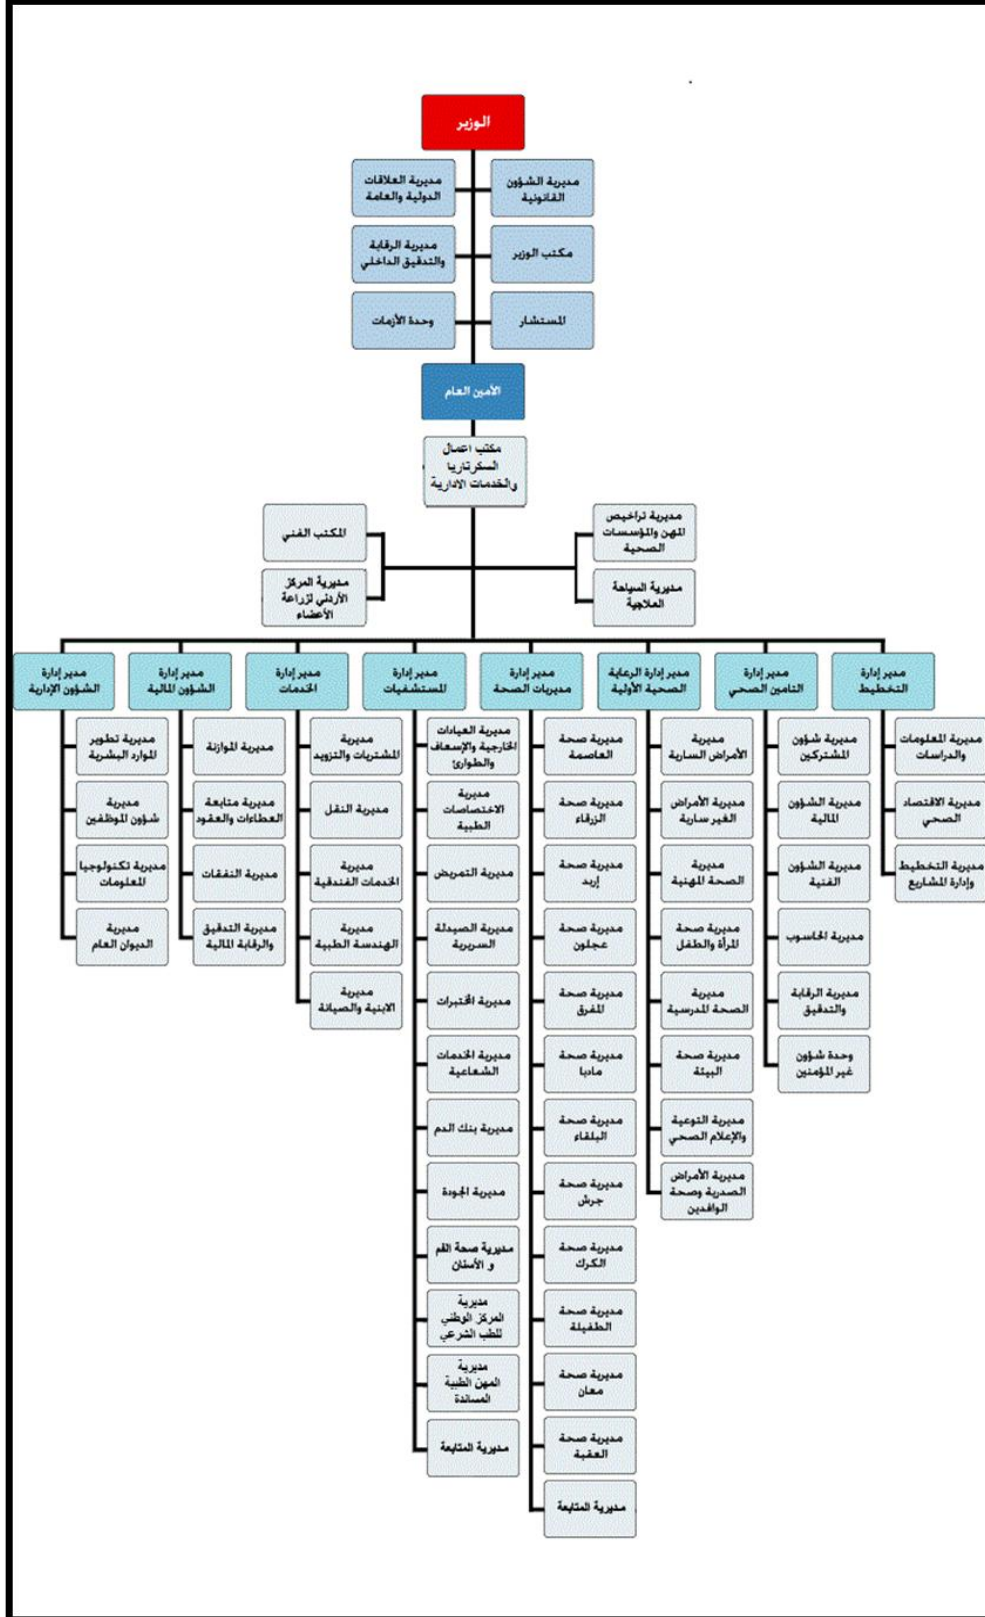 الوزير
مديرية الشؤون
القانونية
مديرية العلاقات
الدولية والعامة
مكتب الوزير
مديرية الرقابة
والتدقيق الداخلي
المستشار
وحدة الأزمات
الأمين العام
مكتب اعمال
السكرتاريا
والخدمات الادارية
مديرية تراخيص
المهن والمؤسسات
الصحية
المكتب الفني
مديرية السياحة
العلاجية
مديرية المركز
الأردني لزراعة
الأعضاء
مدير إدارة
التخطيط
مديرية المعلومات
والدراسات
مديرية الاقتصاد
الصحي
مديرية التخطيط
وإدارة المشاريع
مدير إدارة
التامين الصحي
مديرية شؤون
المشتركين
مديرية الشؤون
المالية
مديرية الشؤون
الفنية
مديرية الحاسوب
مديرية الرقابة
والتدقيق
وحدة شؤون
غير المؤمنين
مدير إدارة الرعاية
الصحية الأولية
مديرية
الأمراض السارية
مديرية الأمراض
الغير سارية
مديرية
الصحة المهنية
مديرية صحة
المرأة والطفل
مديرية
الصحة المدرسية
مديرية صحة
البيئة
مديرية التوعية
والإعلام الصحي
مديرية الأمراض
الصدرية وصحة
الوافدين
مدير إدارة
مديريات الصحة
مديرية صحة
العاصمة
مديرية صحة
الزرقاء
مديرية صحة
إربد
مديرية صحة
عجلون
مديرية صحة
المفرق
مديرية صحة
مادبا
مديرية صحة
البلقاء
مديرية صحة
جرش
مديرية صحة
الكرك
مديرية صحة
الطفيلة
مديرية صحة
معان
مديرية صحة
العقبة
مديرية المتابعة
مدير إدارة
المستشفيات
مديرية العيادات
الخارجية والإسعاف
والطوارئ
مديرية
الاختصاصات
الطبية
مديرية التمريض
مديرية الصيدلة
السريرية
مديرية المختبرات
مديرية الخدمات
الشعاعية
مديرية بنك الدم
مديرية الجودة
مديرية صحة الفم
و الأسنان
مديرية
المركز الوطني
للطب الشرعي
مديرية
المهن الطبية
المساندة
مديرية المتابعة
مدير إدارة
الخدمات
مديرية
المشتريات والتزويد
مديرية النقل
مديرية
الخدمات الفندقية
مديرية
الهندسة الطبية
مديرية
الابنية والصيانة
مدير إدارة
الشؤون المالية
مديرية الموازنة
مديرية متابعة
العطاءات والعقود
مديرية النفقات
مديرية التدقيق
والرقابة المالية
مدير إدارة
الشؤون الإدارية
مديرية تطوير
الموارد البشرية
مديرية
شؤون الموظفين
مديرية تكنولوجيا
المعلومات
مديرية
الديوان العام